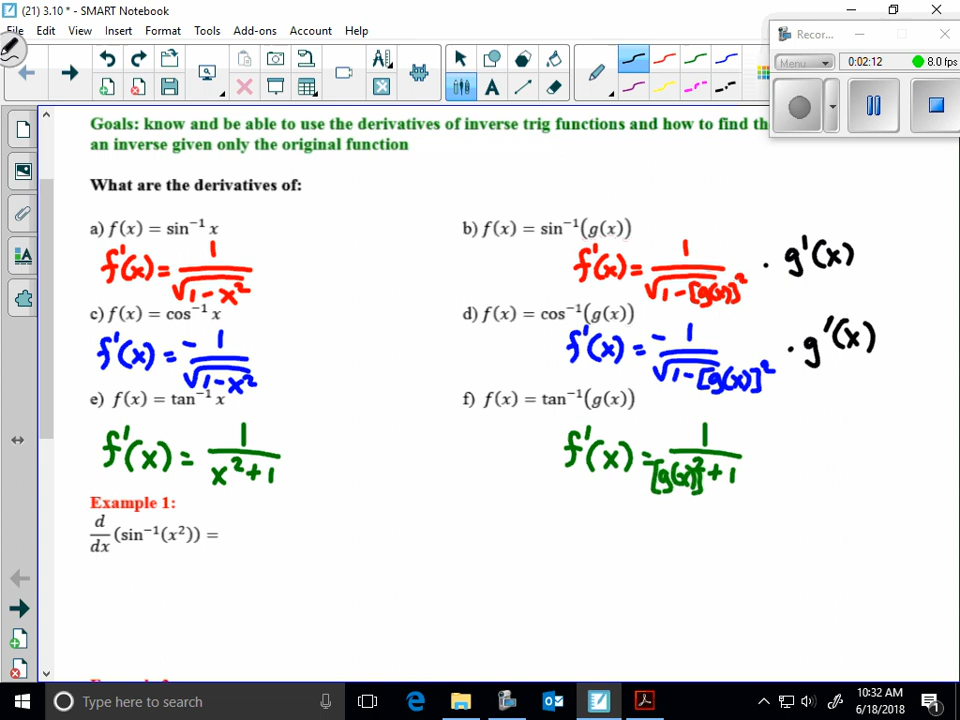 (21) 3.10 * - SMART Notebook
File Edit View Insert Format Tools Add-ons Account Help
Recor...
Menu 0:02:12 8.0 fps
Goals: know and be able to use the derivatives of inverse trig functions and how to find th
an inverse given only the original function
What are the derivatives of:
a) f(x) = sin⁻¹ x b) f(x) = sin⁻¹(g(x))
f'(x) = 1/√(1-x²) f'(x) = 1/√(1-[g(x)]²) · g'(x)
c) f(x) = cos⁻¹ x d) f(x) = cos⁻¹(g(x))
f'(x) = -1/√(1-x²) f'(x) = -1/√(1-[g(x)]²) · g'(x)
e) f(x) = tan⁻¹ x f) f(x) = tan⁻¹(g(x))
f'(x) = 1/(x²+1) f'(x) = 1/([g(x)]²+1)
Example 1:
d/dx (sin⁻¹(x²)) =
Type here to search
10:32 AM
6/18/2018
1